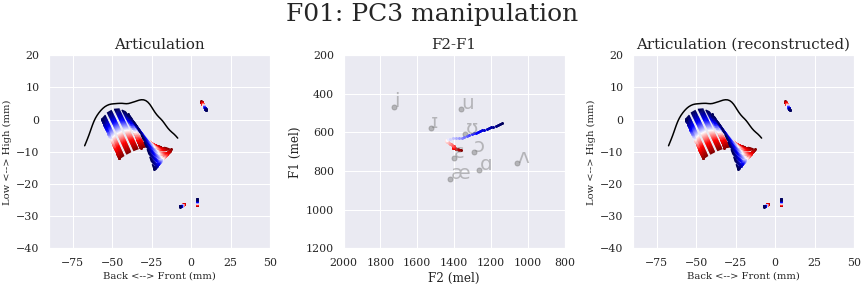 F01: PC3 manipulation
Articulation
F2-F1
Articulation (reconstructed)
20
10
0
−10
−20
−30
−40
Low <--> High (mm)
−75
−50
−25
0
25
50
Back <--> Front (mm)
200
400
600
800
1000
1200
F1 (mel)
2000
1800
1600
1400
1200
1000
800
F2 (mel)
i
u
ɪ
ʊ
ɔ
ʌ
ɑ
æ
20
10
0
−10
−20
−30
−40
Low <--> High (mm)
−75
−50
−25
0
25
50
Back <--> Front (mm)